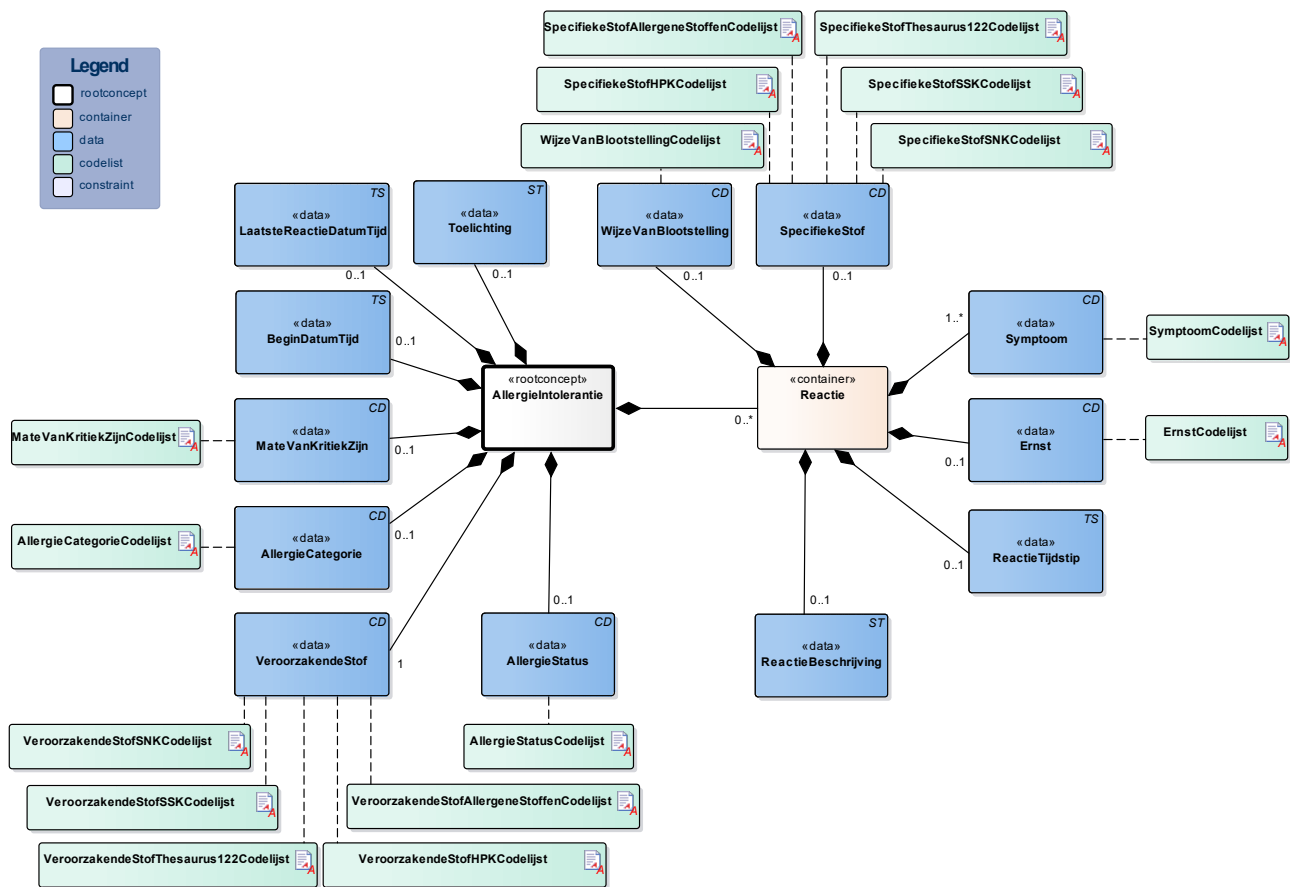 Legend
rootconcept
container
data
codelist
constraint
SpecifiekeStofAllergeneStoffenCodelijst
SpecifiekeStofThesaurus122Codelijst
SpecifiekeStofHPKCodelijst
SpecifiekeStofSSKCodelijst
WijzeVanBlootstellingCodelijst
SpecifiekeStofSNKCodelijst
TS
«data»
LaatsteReactieDatumTijd
0..1
ST
«data»
Toelichting
0..1
CD
«data»
WijzeVanBlootstelling
0..1
CD
«data»
SpecifiekeStof
0..1
TS
«data»
BeginDatumTijd
0..1
CD
«data»
Symptoom
1..*
SymptoomCodelijst
«rootconcept»
AllergieIntolerantie
«container»
Reactie
0..*
MateVanKritiekZijnCodelijst
CD
«data»
MateVanKritiekZijn
0..1
CD
«data»
Ernst
0..1
ErnstCodelijst
AllergieCategorieCodelijst
CD
«data»
AllergieCategorie
0..1
TS
«data»
ReactieTijdstip
0..1
CD
«data»
VeroorzakendeStof
1
CD
«data»
AllergieStatus
0..1
ST
«data»
ReactieBeschrijving
0..1
VeroorzakendeStofSNKCodelijst
AllergieStatusCodelijst
VeroorzakendeStofSSKCodelijst
VeroorzakendeStofAllergeneStoffenCodelijst
VeroorzakendeStofThesaurus122Codelijst
VeroorzakendeStofHPKCodelijst